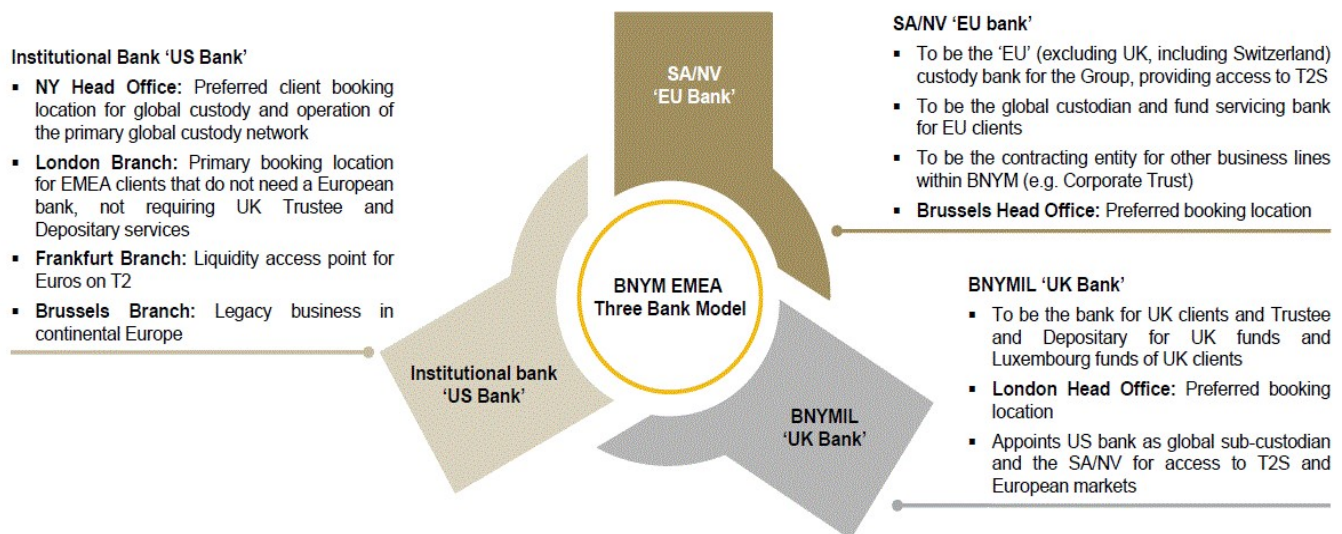 Institutional Bank ‘US Bank’
▪ NY Head Office: Preferred client booking
location for global custody and operation of
the primary global custody network
▪ London Branch: Primary booking location
for EMEA clients that do not need a European
bank, not requiring UK Trustee and
Depositary services
▪ Frankfurt Branch: Liquidity access point for
Euros on T2
▪ Brussels Branch: Legacy business in
continental Europe
SA/NV
‘EU Bank’
BNYM EMEA
Three Bank Model
Institutional bank
‘US Bank’
BNYMIL
‘UK Bank’
SA/NV ‘EU bank’
▪ To be the ‘EU’ (excluding UK, including Switzerland)
custody bank for the Group, providing access to T2S
▪ To be the global custodian and fund servicing bank
for EU clients
▪ To be the contracting entity for other business lines
within BNYM (e.g. Corporate Trust)
▪ Brussels Head Office: Preferred booking location
BNYMIL ‘UK Bank’
▪ To be the bank for UK clients and Trustee
and Depositary for UK funds and
Luxembourg funds of UK clients
▪ London Head Office: Preferred booking
location
▪ Appoints US bank as global sub-custodian
and the SA/NV for access to T2S and
European markets